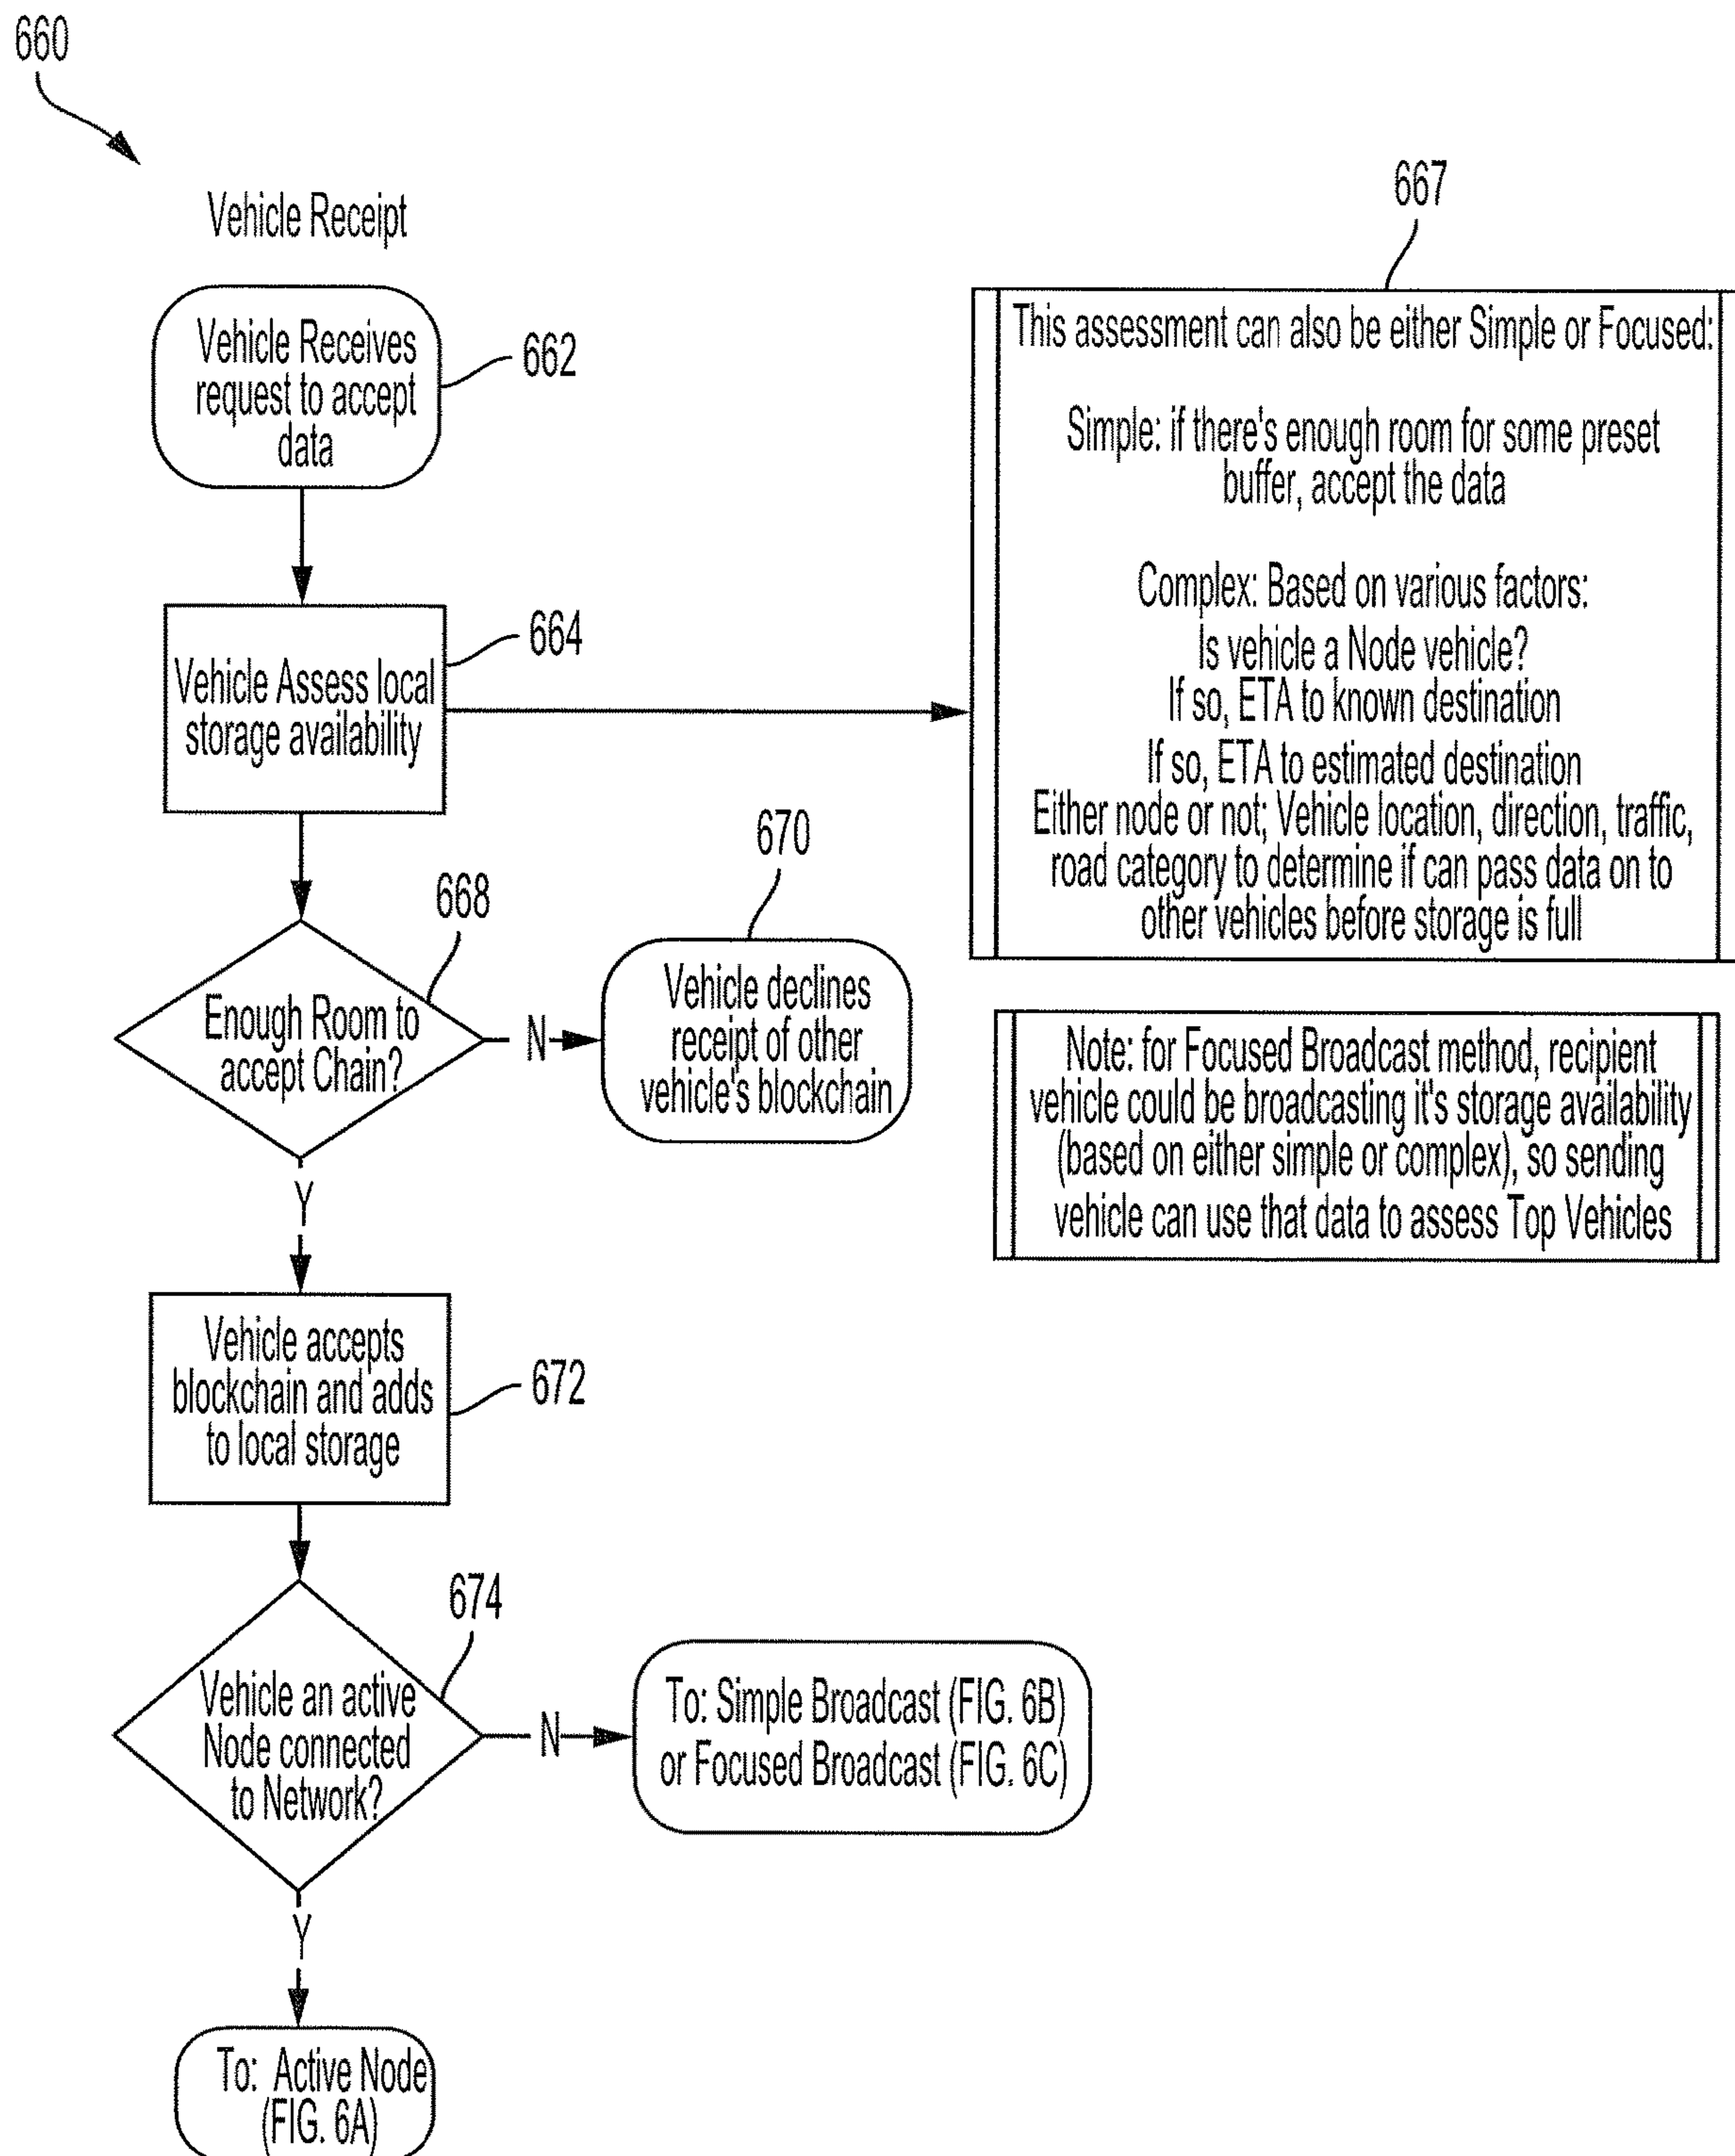 660
Vehicle Receipt
Vehicle Receives
request to accept
data
662
Vehicle Assess local
storage availability
664
667
This assessment can also be either Simple or Focused:
Simple: if there's enough room for some preset
buffer, accept the data
Complex: Based on various factors:
Is vehicle a Node vehicle?
If so, ETA to known destination
If so, ETA to estimated destination
Either node or not; Vehicle location, direction, traffic,
road category to determine if can pass data on to
other vehicles before storage is full
Enough Room to
accept Chain?
668
N
670
Vehicle declines
receipt of other
vehicle's blockchain
Note: for Focused Broadcast method, recipient
vehicle could be broadcasting it's storage availability
(based on either simple or complex), so sending
vehicle can use that data to assess Top Vehicles
Y
Vehicle accepts
blockchain and adds
to local storage
672
Vehicle an active
Node connected
to Network?
674
N
To: Simple Broadcast (FIG. 6B)
or Focused Broadcast (FIG. 6C)
Y
To: Active Node
(FIG. 6A)